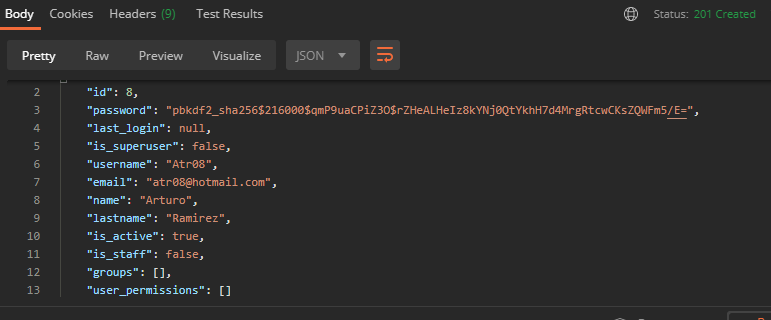 Body Cookies Headers (9) Test Results Status: 201 Created
Pretty Raw Preview Visualize JSON
2 "id": 8,
3 "password": "pbkdf2_sha256$216000$qmP9uaCPiZ3O$rZHeALHeIz8kYNj0QtYkhH7d4MrgRtcwCKsZQWFm5/E=",
4 "last_login": null,
5 "is_superuser": false,
6 "username": "Atr08",
7 "email": "atr08@hotmail.com",
8 "name": "Arturo",
9 "lastname": "Ramirez",
10 "is_active": true,
11 "is_staff": false,
12 "groups": [],
13 "user_permissions": []